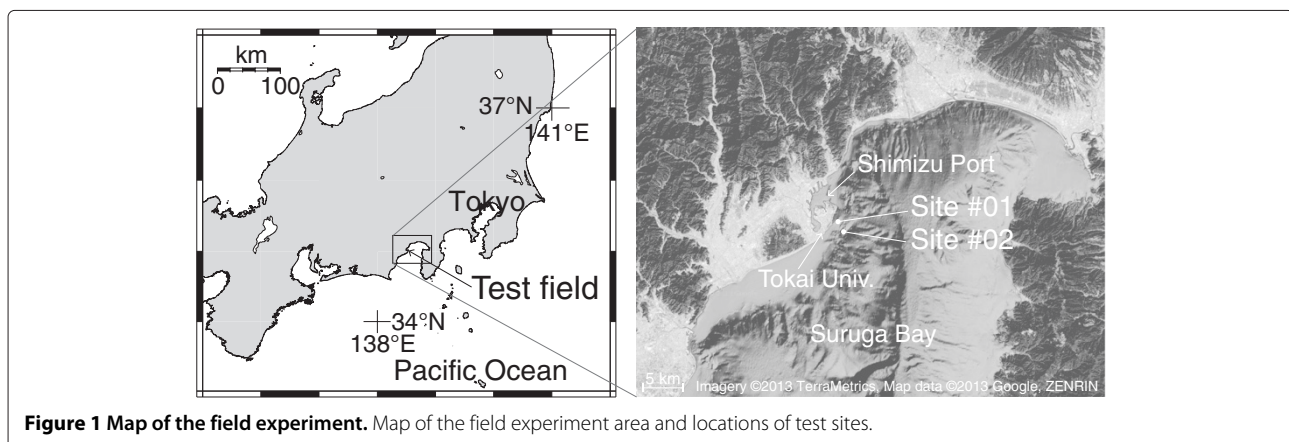 km
0 100
37°N
141°E
Tokyo
Test field
34°N
138°E
Pacific Ocean
Shimizu Port
Site #01
Site #02
Tokai Univ.
Suruga Bay
5 km
Imagery ©2013 TerraMetrics, Map data ©2013 Google, ZENRIN
Figure 1 Map of the field experiment. Map of the field experiment area and locations of test sites.